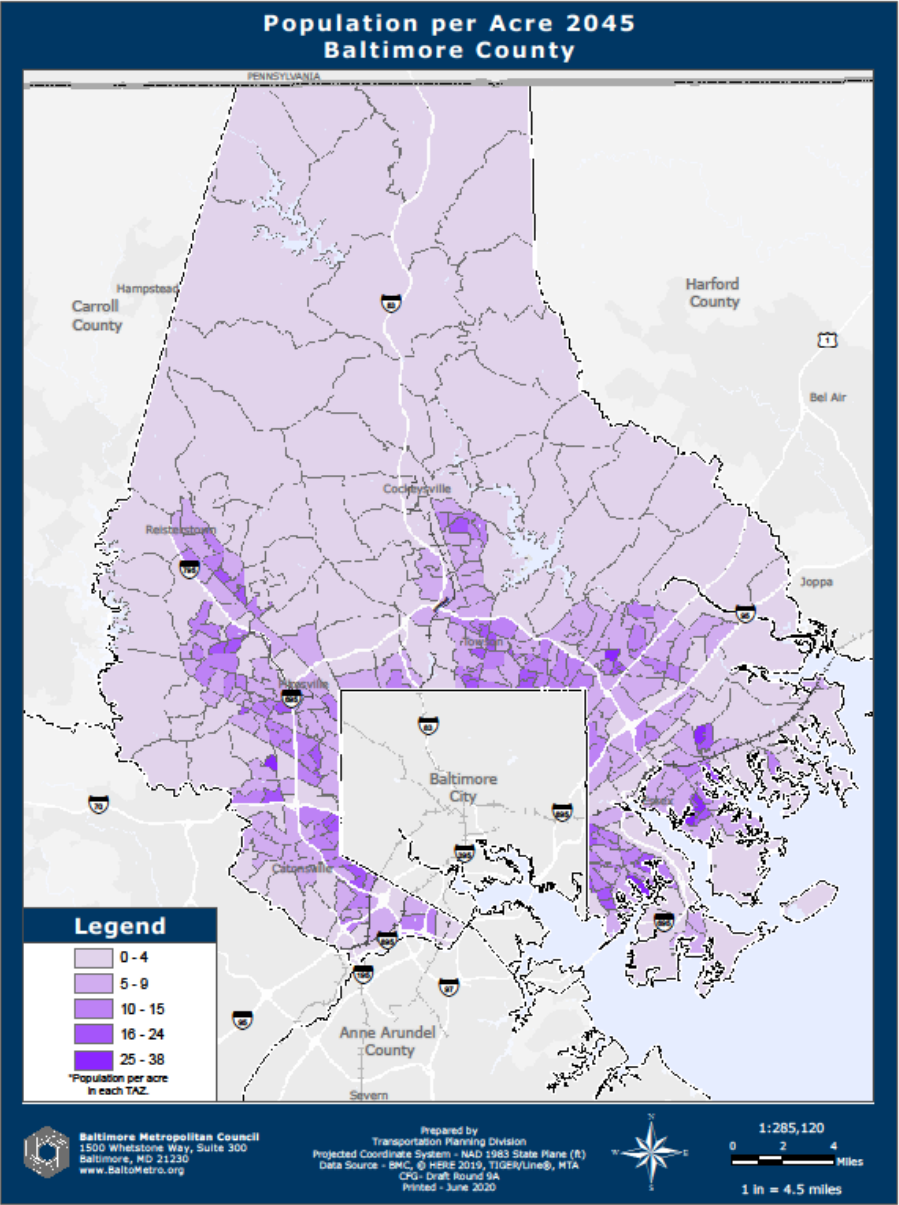 Population per Acre 2045
Baltimore County
PENNSYLVANIA
Hampstead
Carroll
County
83
Harford
County
1
Bel Air
Cockeysville
Reisterstown
795
Joppa
95
Towson
Pikesville
695
83
Baltimore
City
70
895
Essex
395
Catonsville
695
895
195
97
95
Anne Arundel
County
Severn
Legend
0 - 4
5 - 9
10 - 15
16 - 24
25 - 38
*Population per acre
in each TAZ.
Baltimore Metropolitan Council
1500 Whetstone Way, Suite 300
Baltimore, MD 21230
www.BaltoMetro.org
Prepared by
Transportation Planning Division
Projected Coordinate System - NAD 1983 State Plane (ft)
Data Source - BMC, © HERE 2019, TIGER/Line®, MTA
CFG- Draft Round 9A
Printed - June 2020
N
W
E
S
1:285,120
0 2 4
Miles
1 in = 4.5 miles